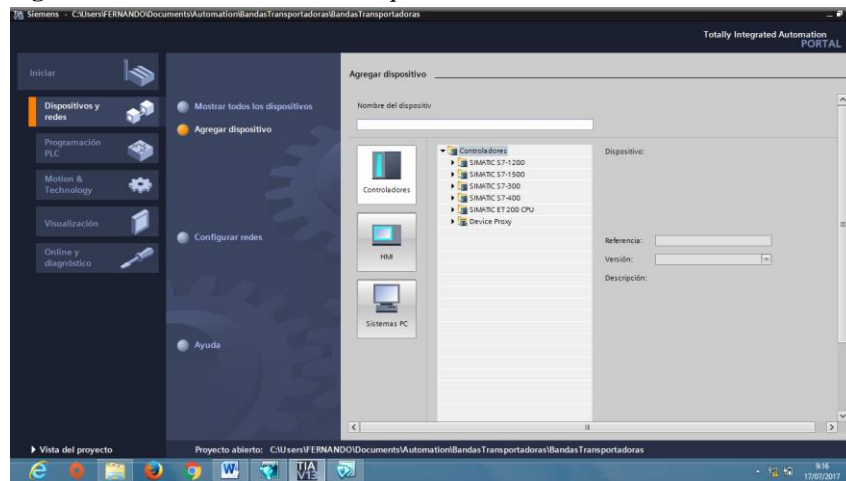 Siemens - C:\Users\FERNANDO\Documents\Automation\BandasTransportadoras\BandasTransportadoras
Totally Integrated Automation
PORTAL
Iniciar
Dispositivos y
redes
Programación
PLC
Motion &
Technology
Visualización
Online y
diagnóstico
Mostrar todos los dispositivos
Agregar dispositivo
Configurar redes
Ayuda
Agregar dispositivo
Nombre del dispositiv
Controladores
HMI
Sistemas PC
Controladores
SIMATIC S7-1200
SIMATIC S7-1500
SIMATIC S7-300
SIMATIC S7-400
SIMATIC ET 200 CPU
Device Proxy
Dispositivo:
Referencia:
Versión:
Descripción:
Vista del proyecto
Proyecto abierto: C:\Users\FERNANDO\Documents\Automation\BandasTransportadoras\BandasTransportadoras
TIA
V13
9:16
17/07/2017